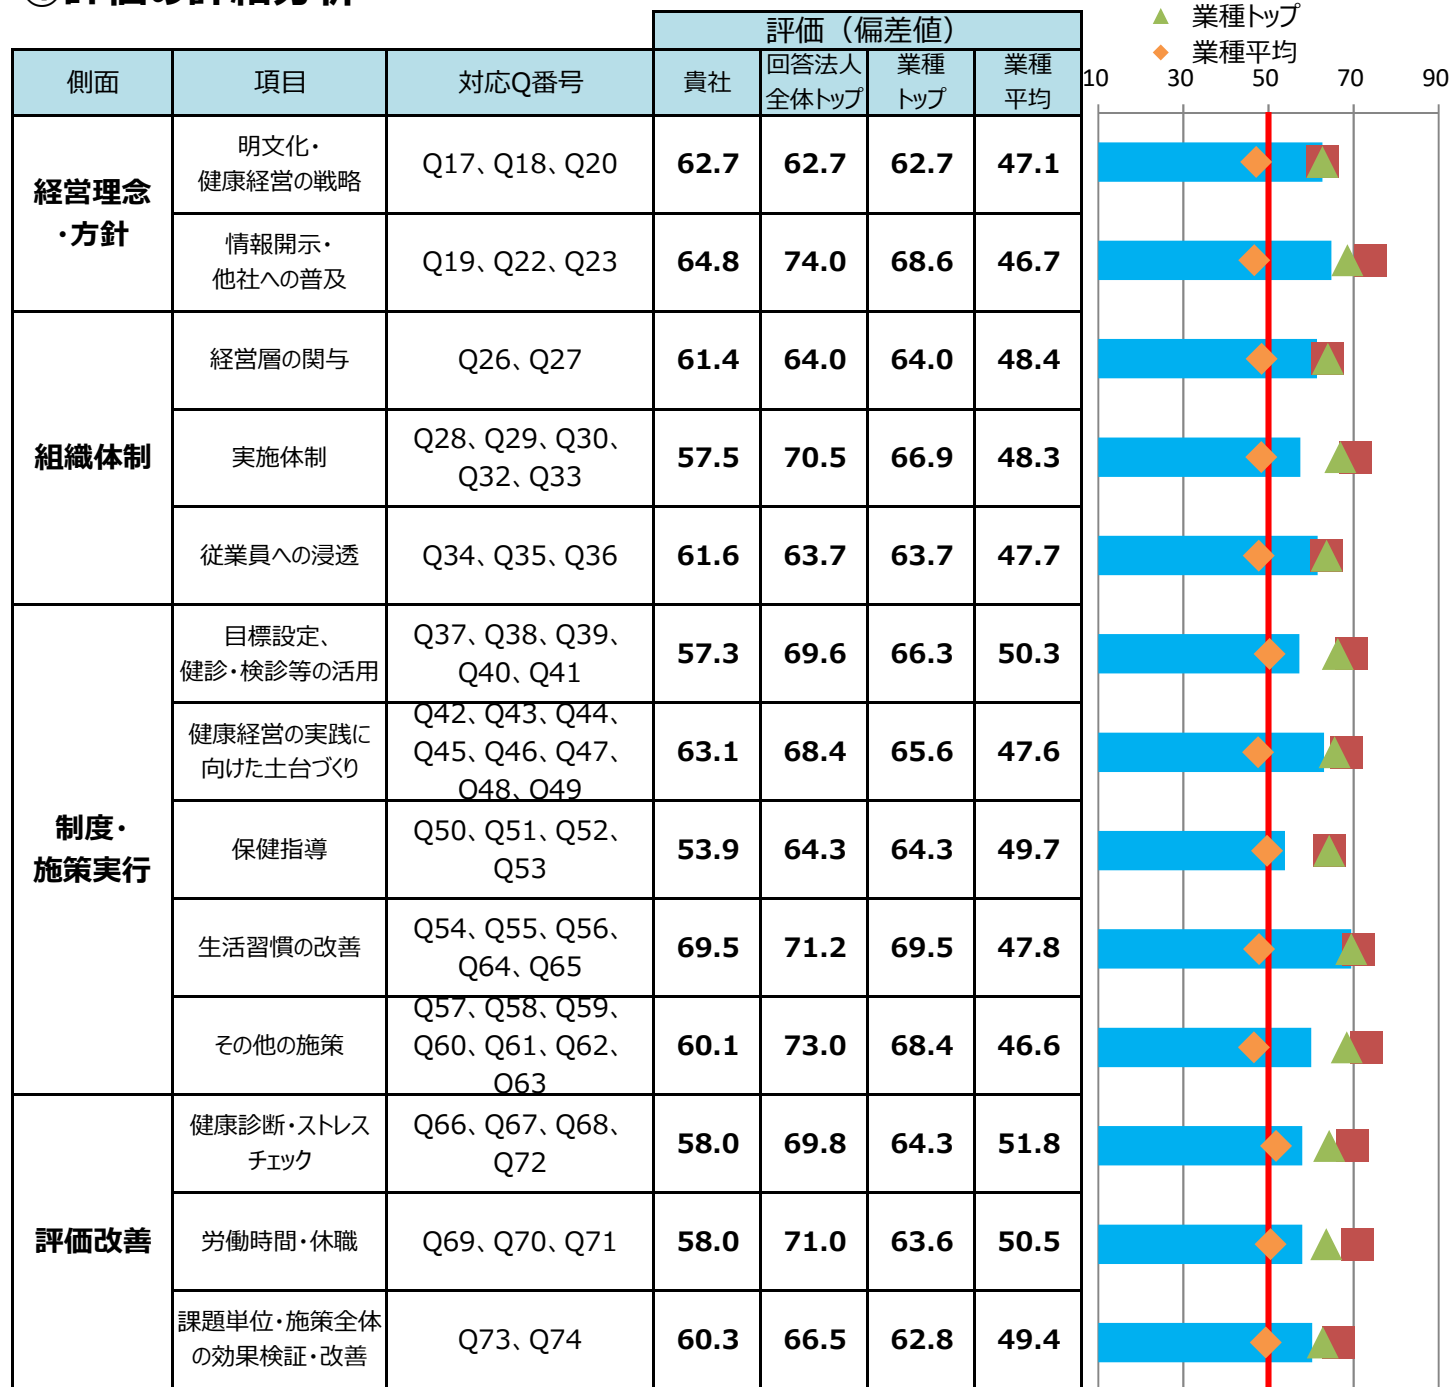 ▲ 業種トップ
◆ 業種平均
評価（偏差値）
側面 項目 対応Q番号 貴社 回答法人 業種 業種
全体トップ トップ 平均
10 30 50 70 90
経営理念
・方針
明文化・
健康経営の戦略
Q17、Q18、Q20 62.7 62.7 62.7 47.1
情報開示・
他社への普及
Q19、Q22、Q23 64.8 74.0 68.6 46.7
組織体制
経営層の関与 Q26、Q27 61.4 64.0 64.0 48.4
実施体制
Q28、Q29、Q30、
Q32、Q33
57.5 70.5 66.9 48.3
従業員への浸透 Q34、Q35、Q36 61.6 63.7 63.7 47.7
制度・
施策実行
目標設定、
健診・検診等の活用
Q37、Q38、Q39、
Q40、Q41
57.3 69.6 66.3 50.3
健康経営の実践に
向けた土台づくり
Q42、Q43、Q44、
Q45、Q46、Q47、
Q48、Q49
63.1 68.4 65.6 47.6
保健指導
Q50、Q51、Q52、
Q53
53.9 64.3 64.3 49.7
生活習慣の改善
Q54、Q55、Q56、
Q64、Q65
69.5 71.2 69.5 47.8
その他の施策
Q57、Q58、Q59、
Q60、Q61、Q62、
Q63
60.1 73.0 68.4 46.6
評価改善
健康診断・ストレス
チェック
Q66、Q67、Q68、
Q72
58.0 69.8 64.3 51.8
労働時間・休職 Q69、Q70、Q71 58.0 71.0 63.6 50.5
課題単位・施策全体
の効果検証・改善
Q73、Q74 60.3 66.5 62.8 49.4